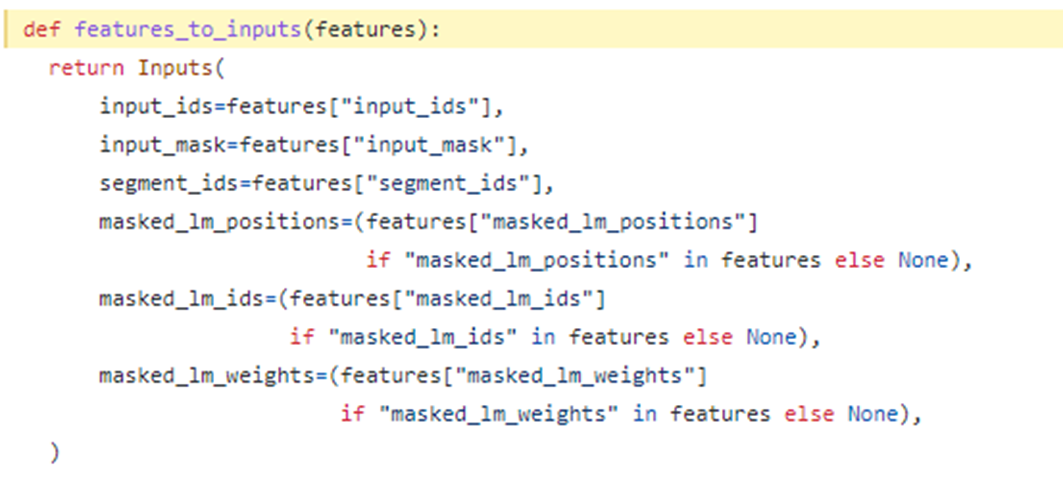 def features_to_inputs(features):
  return Inputs(
      input_ids=features["input_ids"],
      input_mask=features["input_mask"],
      segment_ids=features["segment_ids"],
      masked_lm_positions=(features["masked_lm_positions"]
                           if "masked_lm_positions" in features else None),
      masked_lm_ids=(features["masked_lm_ids"]
                     if "masked_lm_ids" in features else None),
      masked_lm_weights=(features["masked_lm_weights"]
                         if "masked_lm_weights" in features else None),
  )